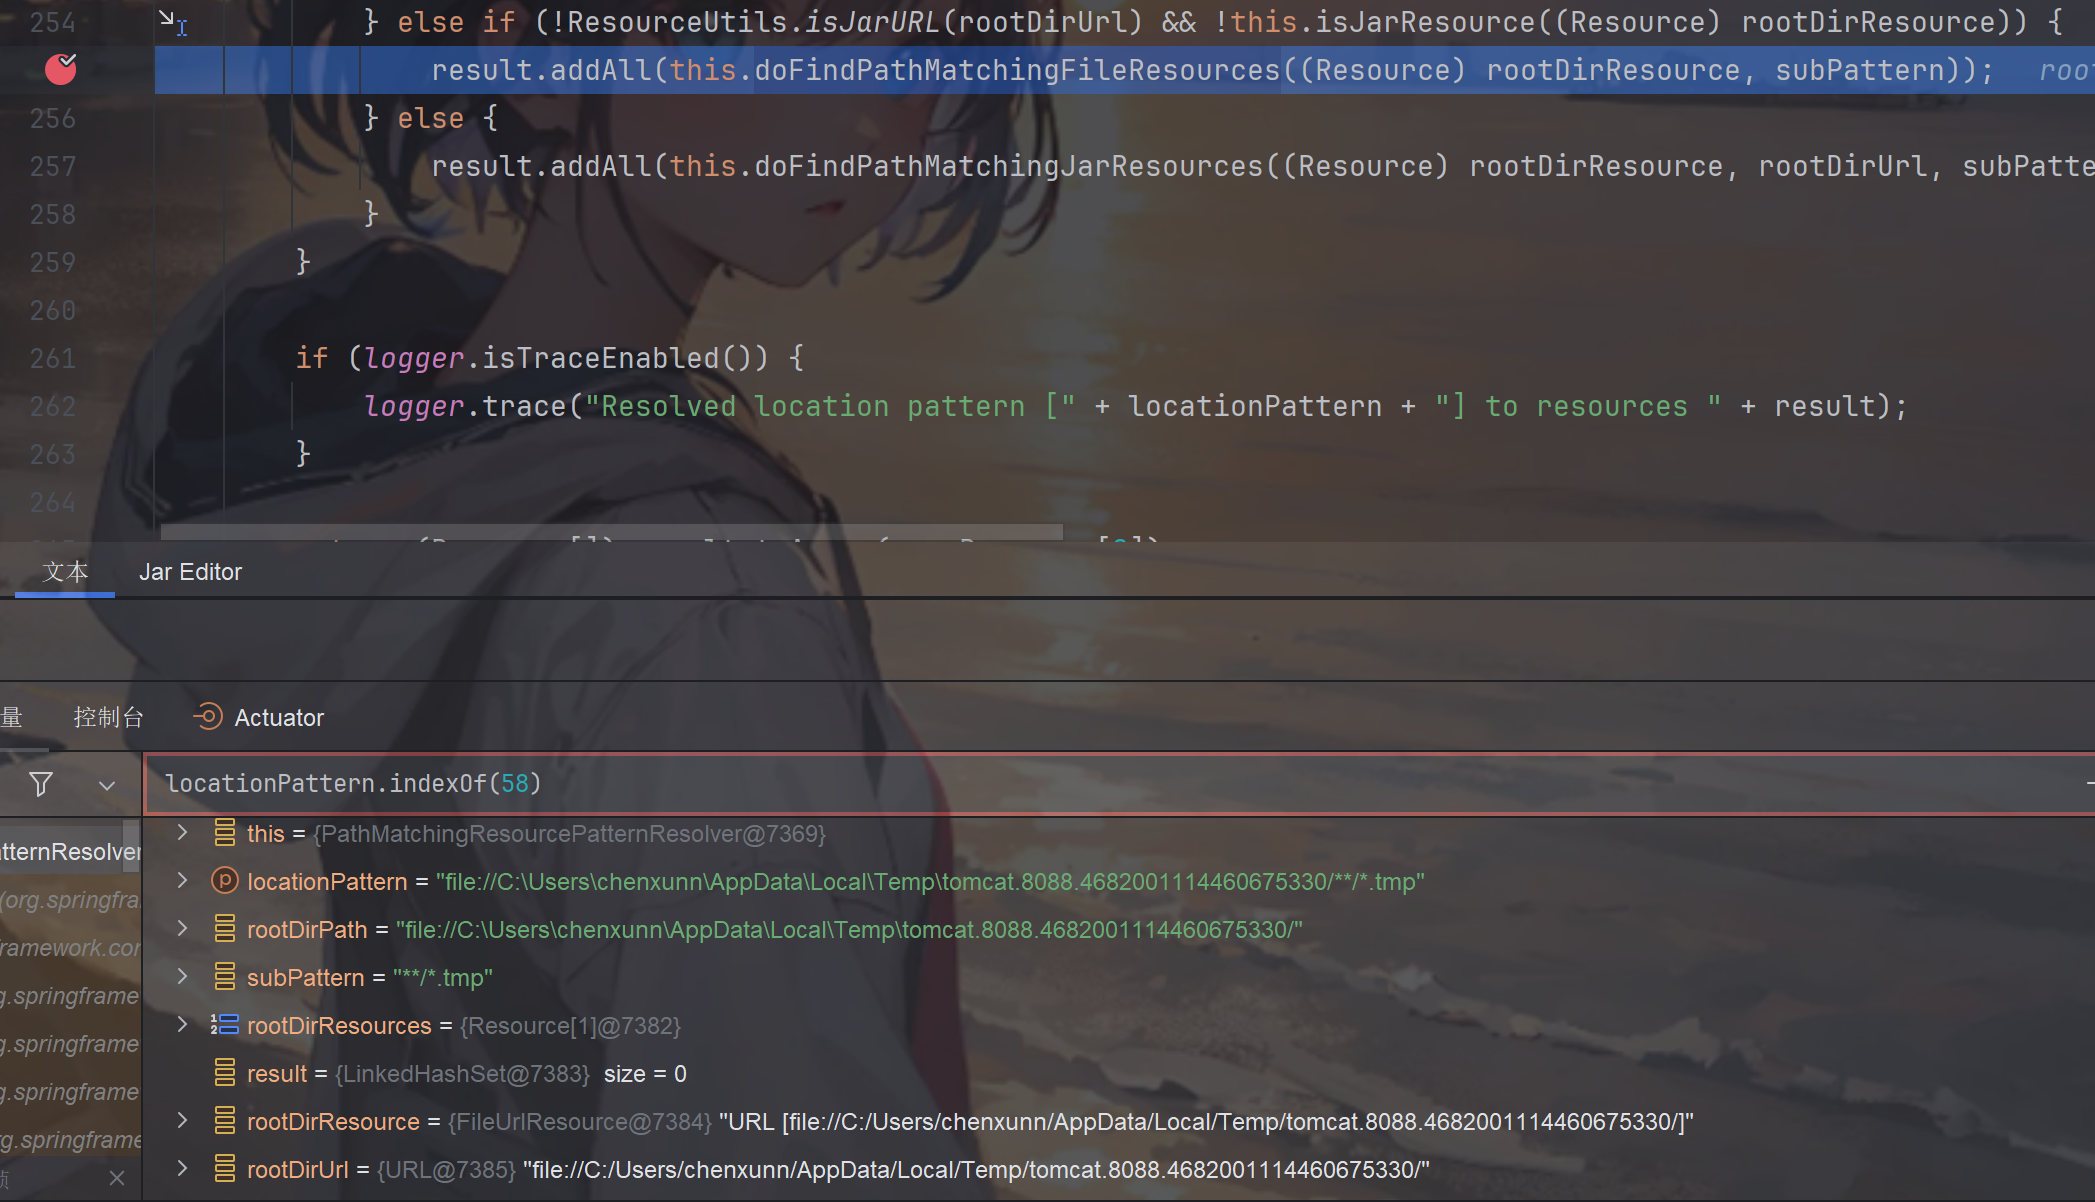 254 } else if (!ResourceUtils.isJarURL(rootDirUrl) && !this.isJarResource((Resource) rootDirResource)) {
result.addAll(this.doFindPathMatchingFileResources((Resource) rootDirResource, subPattern));
256 } else {
257 result.addAll(this.doFindPathMatchingJarResources((Resource) rootDirResource, rootDirUrl, subPatte
258 }
259 }
260
261 if (logger.isTraceEnabled()) {
262 logger.trace("Resolved location pattern [" + locationPattern + "] to resources " + result);
263 }
264
文本 Jar Editor
量 控制台 Actuator
locationPattern.indexOf(58)
this = {PathMatchingResourcePatternResolver@7369}
tternResolver
locationPattern = "file://C:\Users\chenxunn\AppData\Local\Temp\tomcat.8088.4682001114460675330/**/*.tmp"
(org.springfra
rootDirPath = "file://C:\Users\chenxunn\AppData\Local\Temp\tomcat.8088.4682001114460675330/"
ramework.cor
subPattern = "**/*.tmp"
g.springframe
rootDirResources = {Resource[1]@7382}
g.springframe
result = {LinkedHashSet@7383} size = 0
g.springframe
rootDirResource = {FileUrlResource@7384} "URL [file://C:/Users/chenxunn/AppData/Local/Temp/tomcat.8088.4682001114460675330/]"
rg.springframe
rootDirUrl = {URL@7385} "file://C:/Users/chenxunn/AppData/Local/Temp/tomcat.8088.4682001114460675330/"